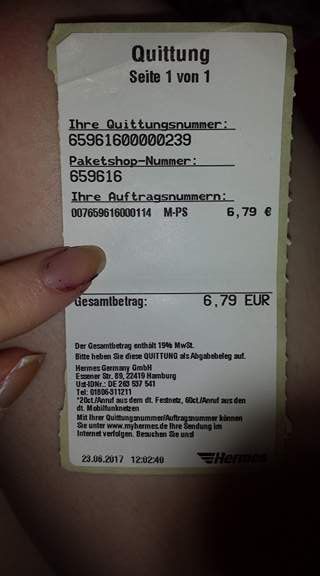 Quittung
Seite 1 von 1
Ihre Quittungsnummer:
65961600000239
Paketshop-Nummer:
659616
Ihre Auftragsnummern:
007659616000114 M-PS 6,79 €
Gesamtbetrag: 6,79 EUR
Der Gesamtbetrag enthält 19% MwSt.
Bitte heben Sie diese QUITTUNG als Abgabebeleg auf.
Hermes Germany GmbH
Essener Str. 89, 22419 Hamburg
Ust-IDNr.: DE 263 537 541
Tel: 01806-311211
*20ct./Anruf aus dem dt. Festnetz, 60ct./Anruf aus den
dt. Mobilfunknetzen
Mit Ihrer Quittungsnummer/Auftragsnummer können
Sie unter www.myhermes.de Ihre Sendung im
Internet verfolgen. Besuchen Sie uns!
23.06.2017 12:02:40 Hermes